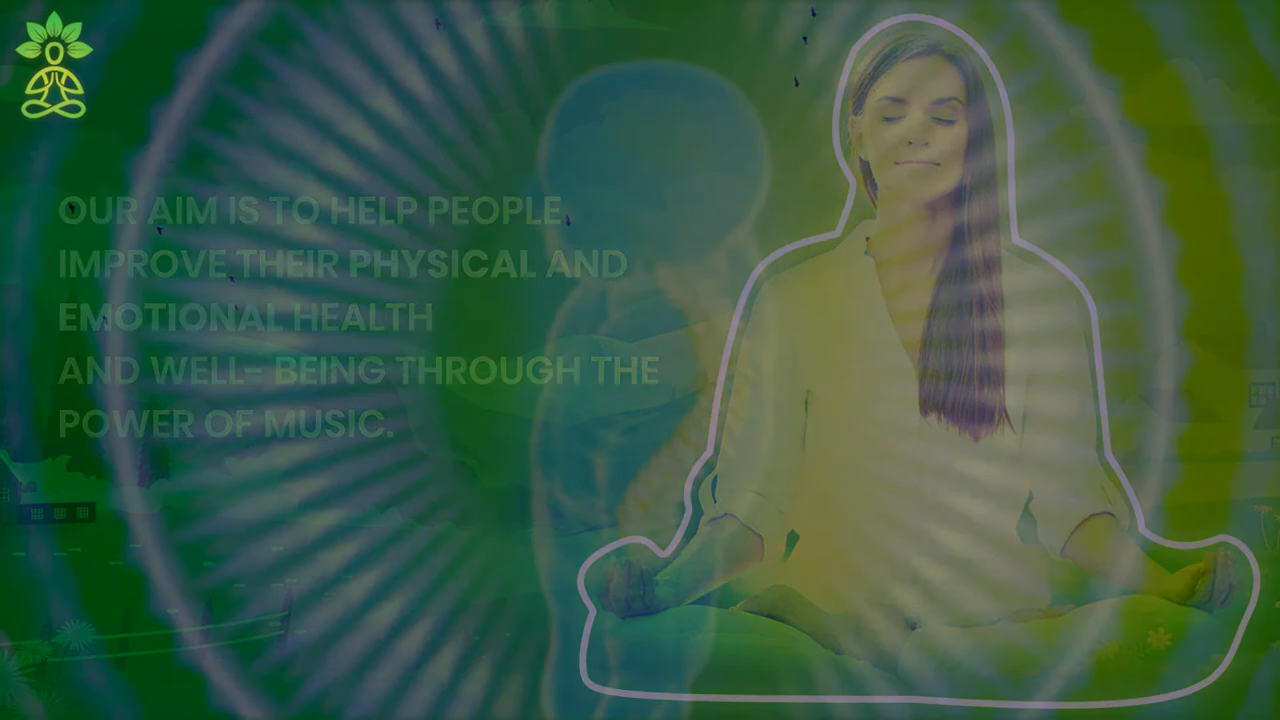 OUR AIM IS TO HELP PEOPLE
IMPROVE THEIR PHYSICAL AND
EMOTIONAL HEALTH
AND WELL- BEING THROUGH THE
POWER OF MUSIC.